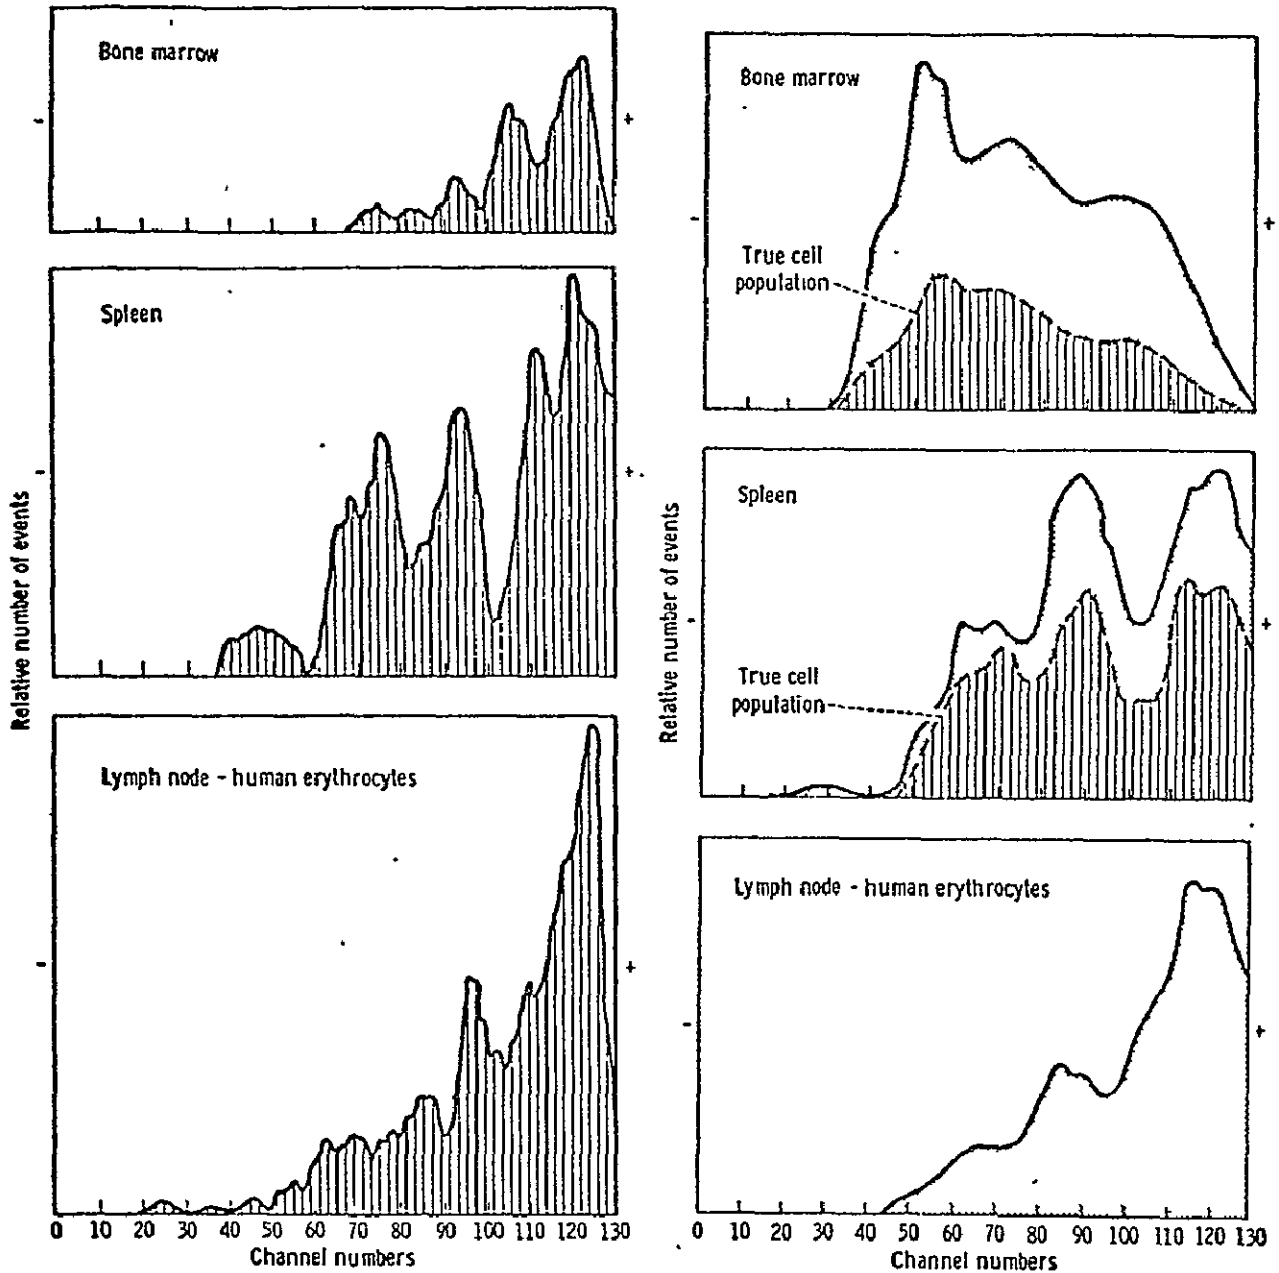 Bone marrow
-
+
Spleen
-
+
Lymph node - human erythrocytes
-
+
Relative number of events
0 10 20 30 40 50 60 70 80 90 100 110 120 130
Channel numbers
Bone marrow
True cell
population
-
+
Spleen
True cell
population
-
+
Lymph node - human erythrocytes
-
+
Relative number of events
0 10 20 30 40 50 60 70 80 90 100 110 120 130
Channel numbers